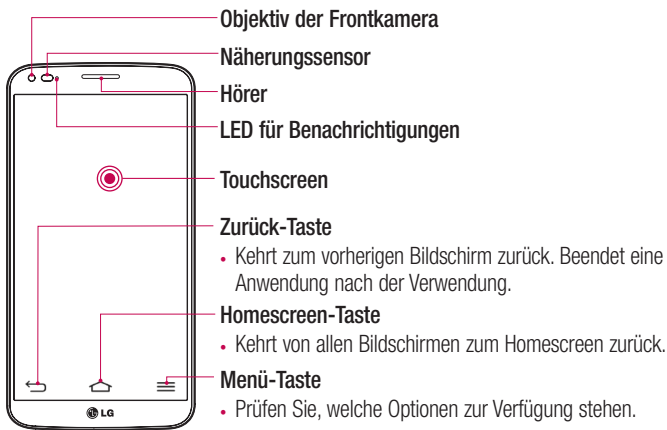 Objektiv der Frontkamera
Näherungssensor
Hörer
LED für Benachrichtigungen
Touchscreen
Zurück-Taste
• Kehrt zum vorherigen Bildschirm zurück. Beendet eine
Anwendung nach der Verwendung.
Homescreen-Taste
• Kehrt von allen Bildschirmen zum Homescreen zurück.
Menü-Taste
• Prüfen Sie, welche Optionen zur Verfügung stehen.
LG